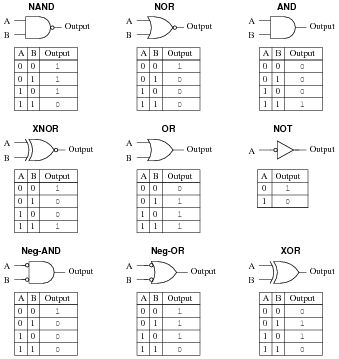 NAND
A
B
Output
A B Output
0 0 1
0 1 1
1 0 1
1 1 0
NOR
A
B
Output
A B Output
0 0 1
0 1 0
1 0 0
1 1 0
AND
A
B
Output
A B Output
0 0 0
0 1 0
1 0 0
1 1 1
XNOR
A
B
Output
A B Output
0 0 1
0 1 0
1 0 0
1 1 1
OR
A
B
Output
A B Output
0 0 0
0 1 1
1 0 1
1 1 1
NOT
A
Output
A Output
0 1
1 0
Neg-AND
A
B
Output
A B Output
0 0 1
0 1 0
1 0 0
1 1 0
Neg-OR
A
B
Output
A B Output
0 0 1
0 1 1
1 0 1
1 1 0
XOR
A
B
Output
A B Output
0 0 0
0 1 1
1 0 1
1 1 0